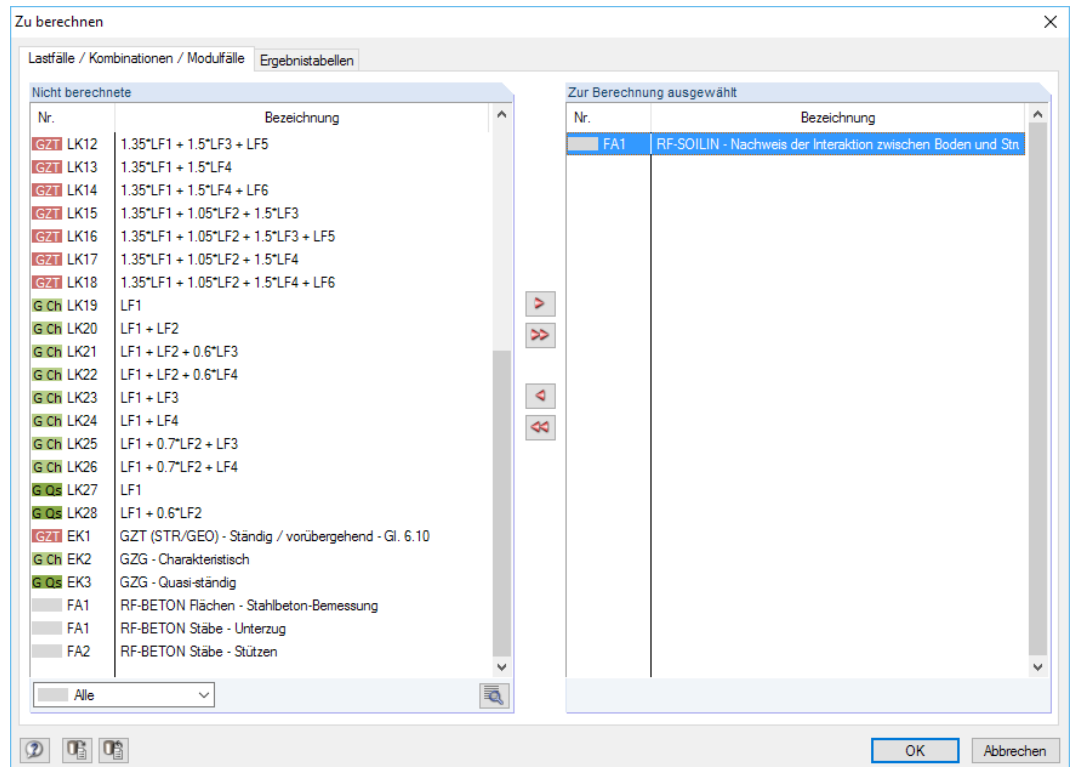 Zu berechnen
Lastfälle / Kombinationen / Modulfälle Ergebnistabellen
Nicht berechnete
Nr. Bezeichnung
GZT LK12 1.35*LF1 + 1.5*LF3 + LF5
GZT LK13 1.35*LF1 + 1.5*LF4
GZT LK14 1.35*LF1 + 1.5*LF4 + LF6
GZT LK15 1.35*LF1 + 1.05*LF2 + 1.5*LF3
GZT LK16 1.35*LF1 + 1.05*LF2 + 1.5*LF3 + LF5
GZT LK17 1.35*LF1 + 1.05*LF2 + 1.5*LF4
GZT LK18 1.35*LF1 + 1.05*LF2 + 1.5*LF4 + LF6
G Ch LK19 LF1
G Ch LK20 LF1 + LF2
G Ch LK21 LF1 + LF2 + 0.6*LF3
G Ch LK22 LF1 + LF2 + 0.6*LF4
G Ch LK23 LF1 + LF3
G Ch LK24 LF1 + LF4
G Ch LK25 LF1 + 0.7*LF2 + LF3
G Ch LK26 LF1 + 0.7*LF2 + LF4
G Qs LK27 LF1
G Qs LK28 LF1 + 0.6*LF2
GZT EK1 GZT (STR/GEO) - Ständig / vorübergehend - Gl. 6.10
G Ch EK2 GZG - Charakteristisch
G Qs EK3 GZG - Quasi-ständig
FA1 RF-BETON Flächen - Stahlbeton-Bemessung
FA1 RF-BETON Stäbe - Unterzug
FA2 RF-BETON Stäbe - Stützen
Alle
Zur Berechnung ausgewählt
Nr. Bezeichnung
FA1 RF-SOILIN - Nachweis der Interaktion zwischen Boden und Stru
OK Abbrechen